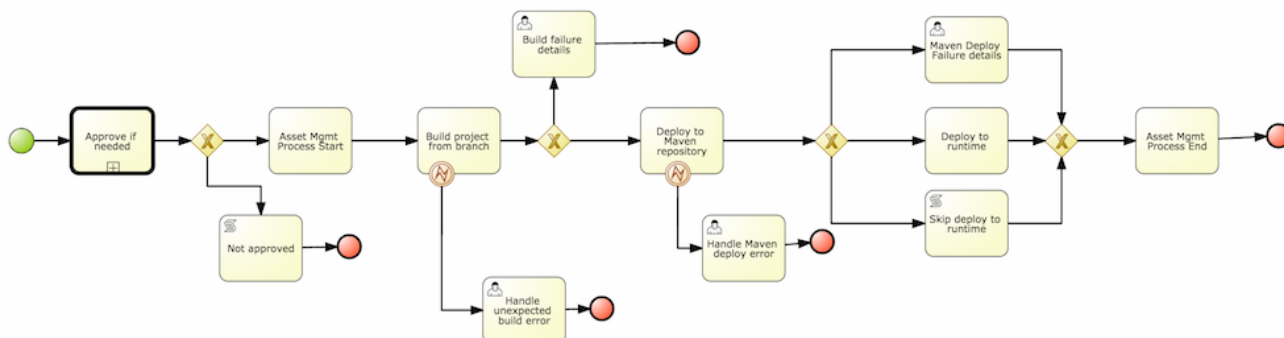 Build failure
details
Maven Deploy
Failure details
Approve if
needed
Asset Mgmt
Process Start
Build project
from branch
Deploy to
Maven
repository
Deploy to
runtime
Asset Mgmt
Process End
Not approved
Handle Maven
deploy error
Skip deploy to
runtime
Handle
unexpected
build error